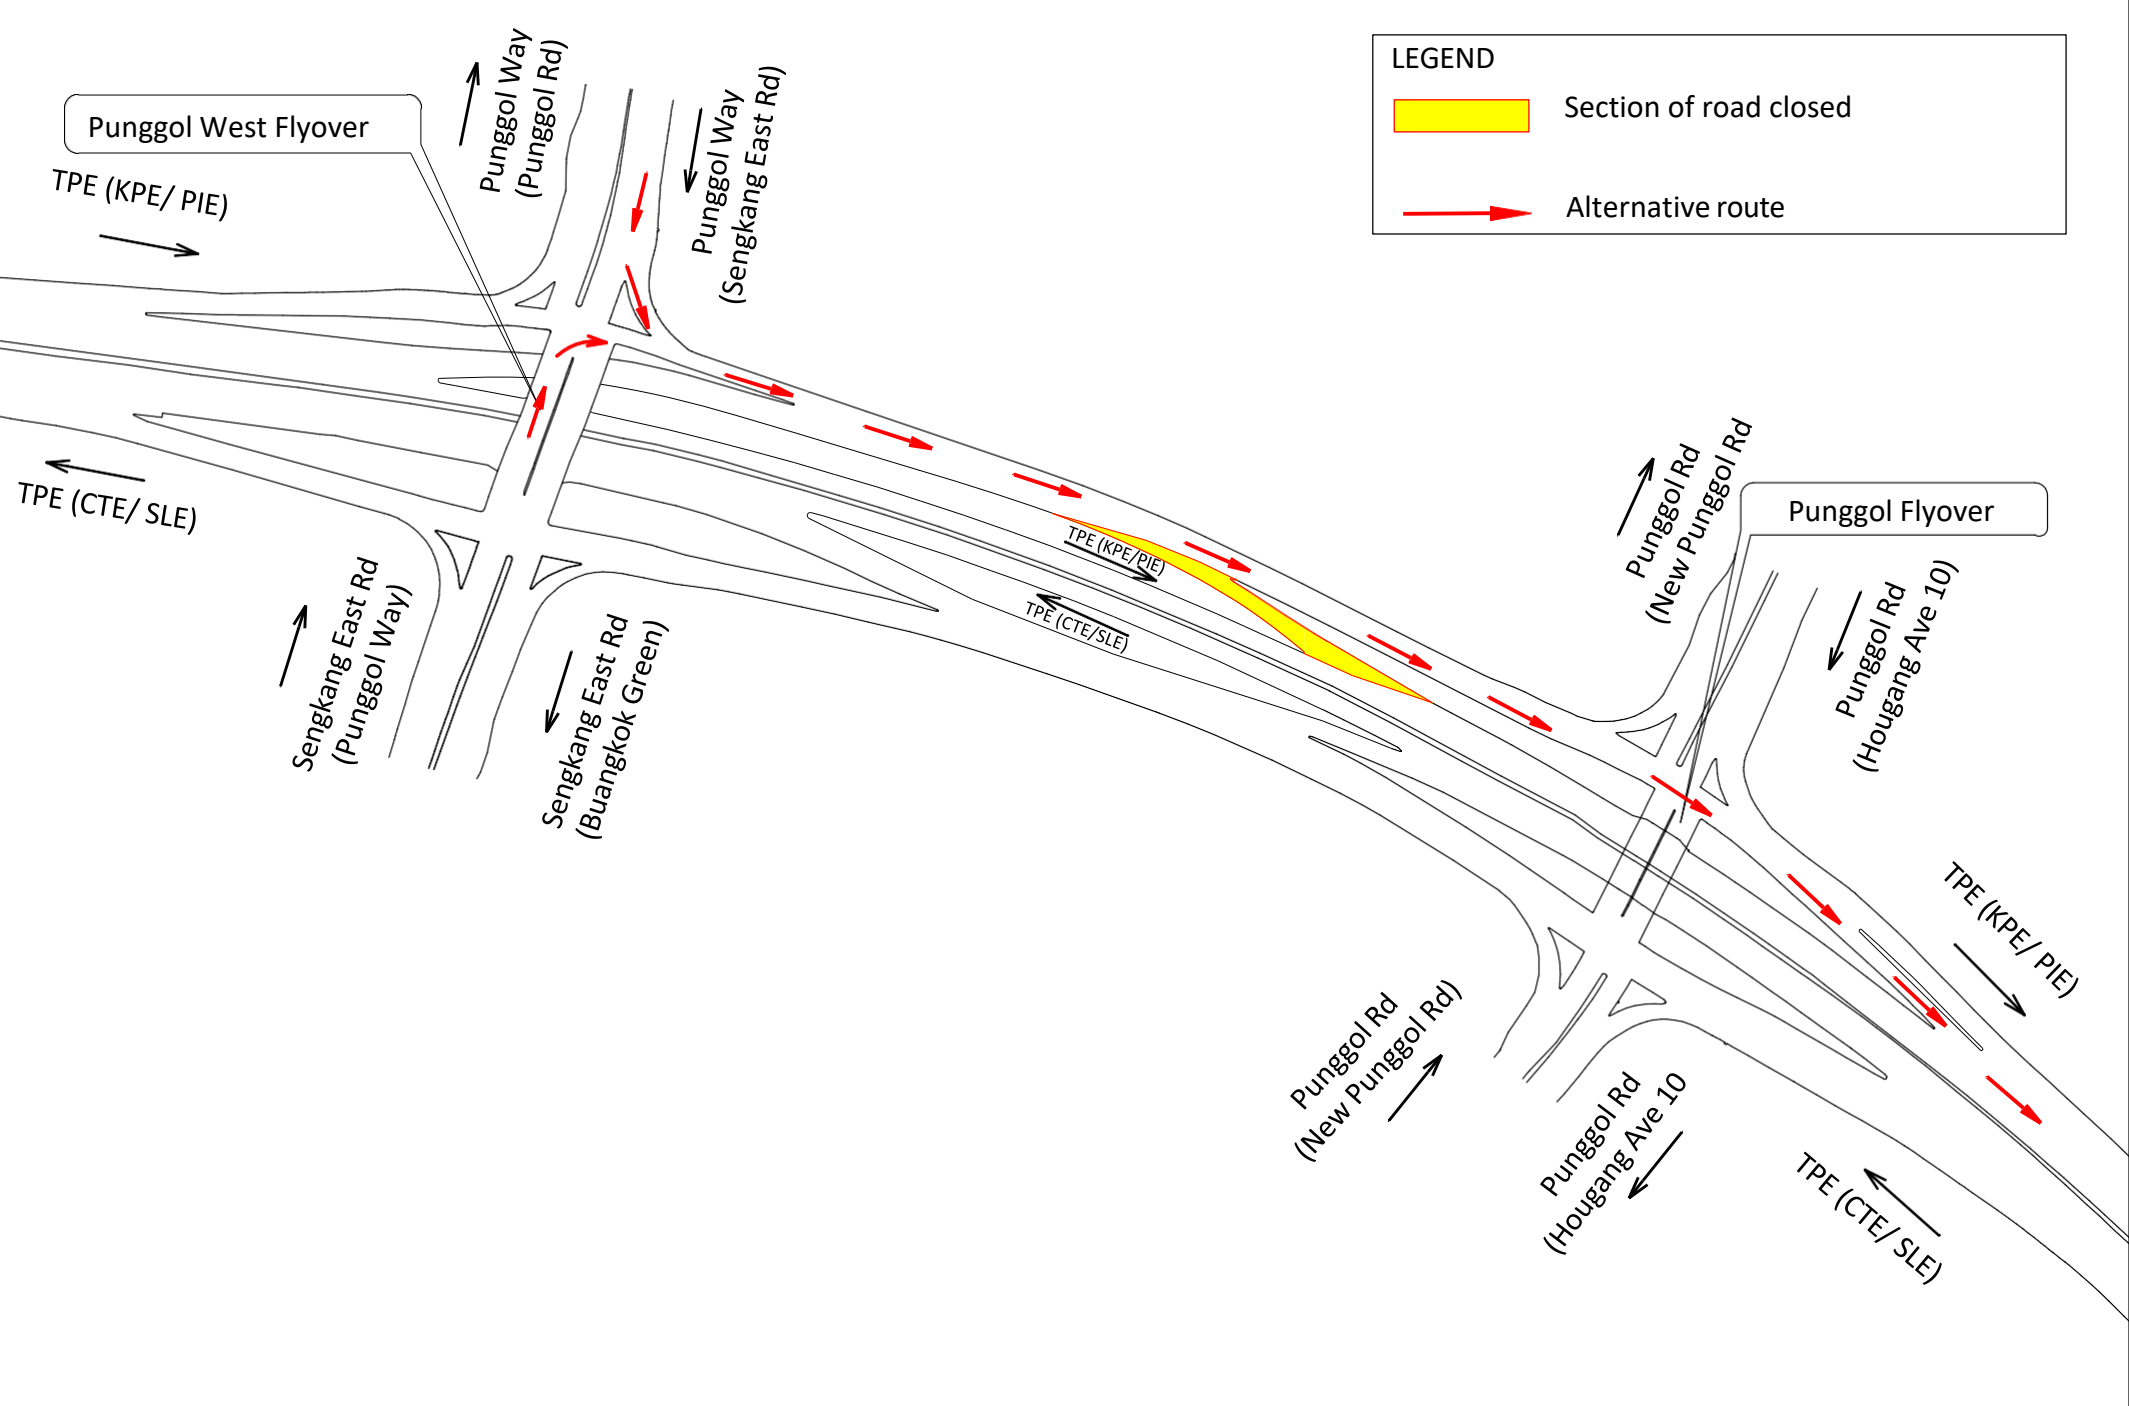 LEGEND
Section of road closed
Alternative route
Punggol West Flyover
TPE (KPE/ PIE)
Punggol Way
(Punggol Rd)
Punggol Way
(Sengkang East Rd)
TPE (CTE/ SLE)
Sengkang East Rd
(Punggol Way)
Sengkang East Rd
(Buangkok Green)
TPE (KPE/PIE)
TPE (CTE/SLE)
Punggol Rd
(New Punggol Rd
Punggol Flyover
Punggol Rd
(Hougang Ave 10)
TPE (KPE/ PIE)
Punggol Rd
(New Punggol Rd)
Punggol Rd
(Hougang Ave 10
TPE (CTE/ SLE)